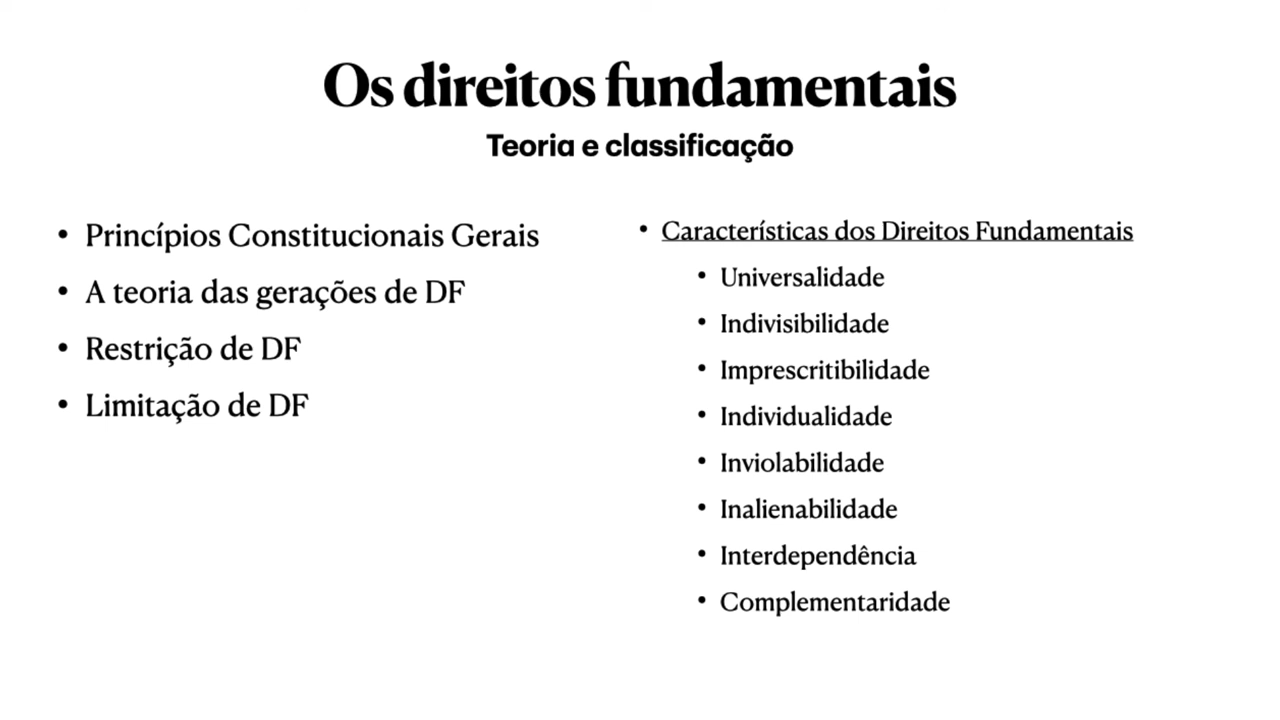 Os direitos fundamentais
Teoria e classificação
• Princípios Constitucionais Gerais
• A teoria das gerações de DF
• Restrição de DF
• Limitação de DF
• Características dos Direitos Fundamentais
• Universalidade
• Indivisibilidade
• Imprescritibilidade
• Individualidade
• Inviolabilidade
• Inalienabilidade
• Interdependência
• Complementaridade